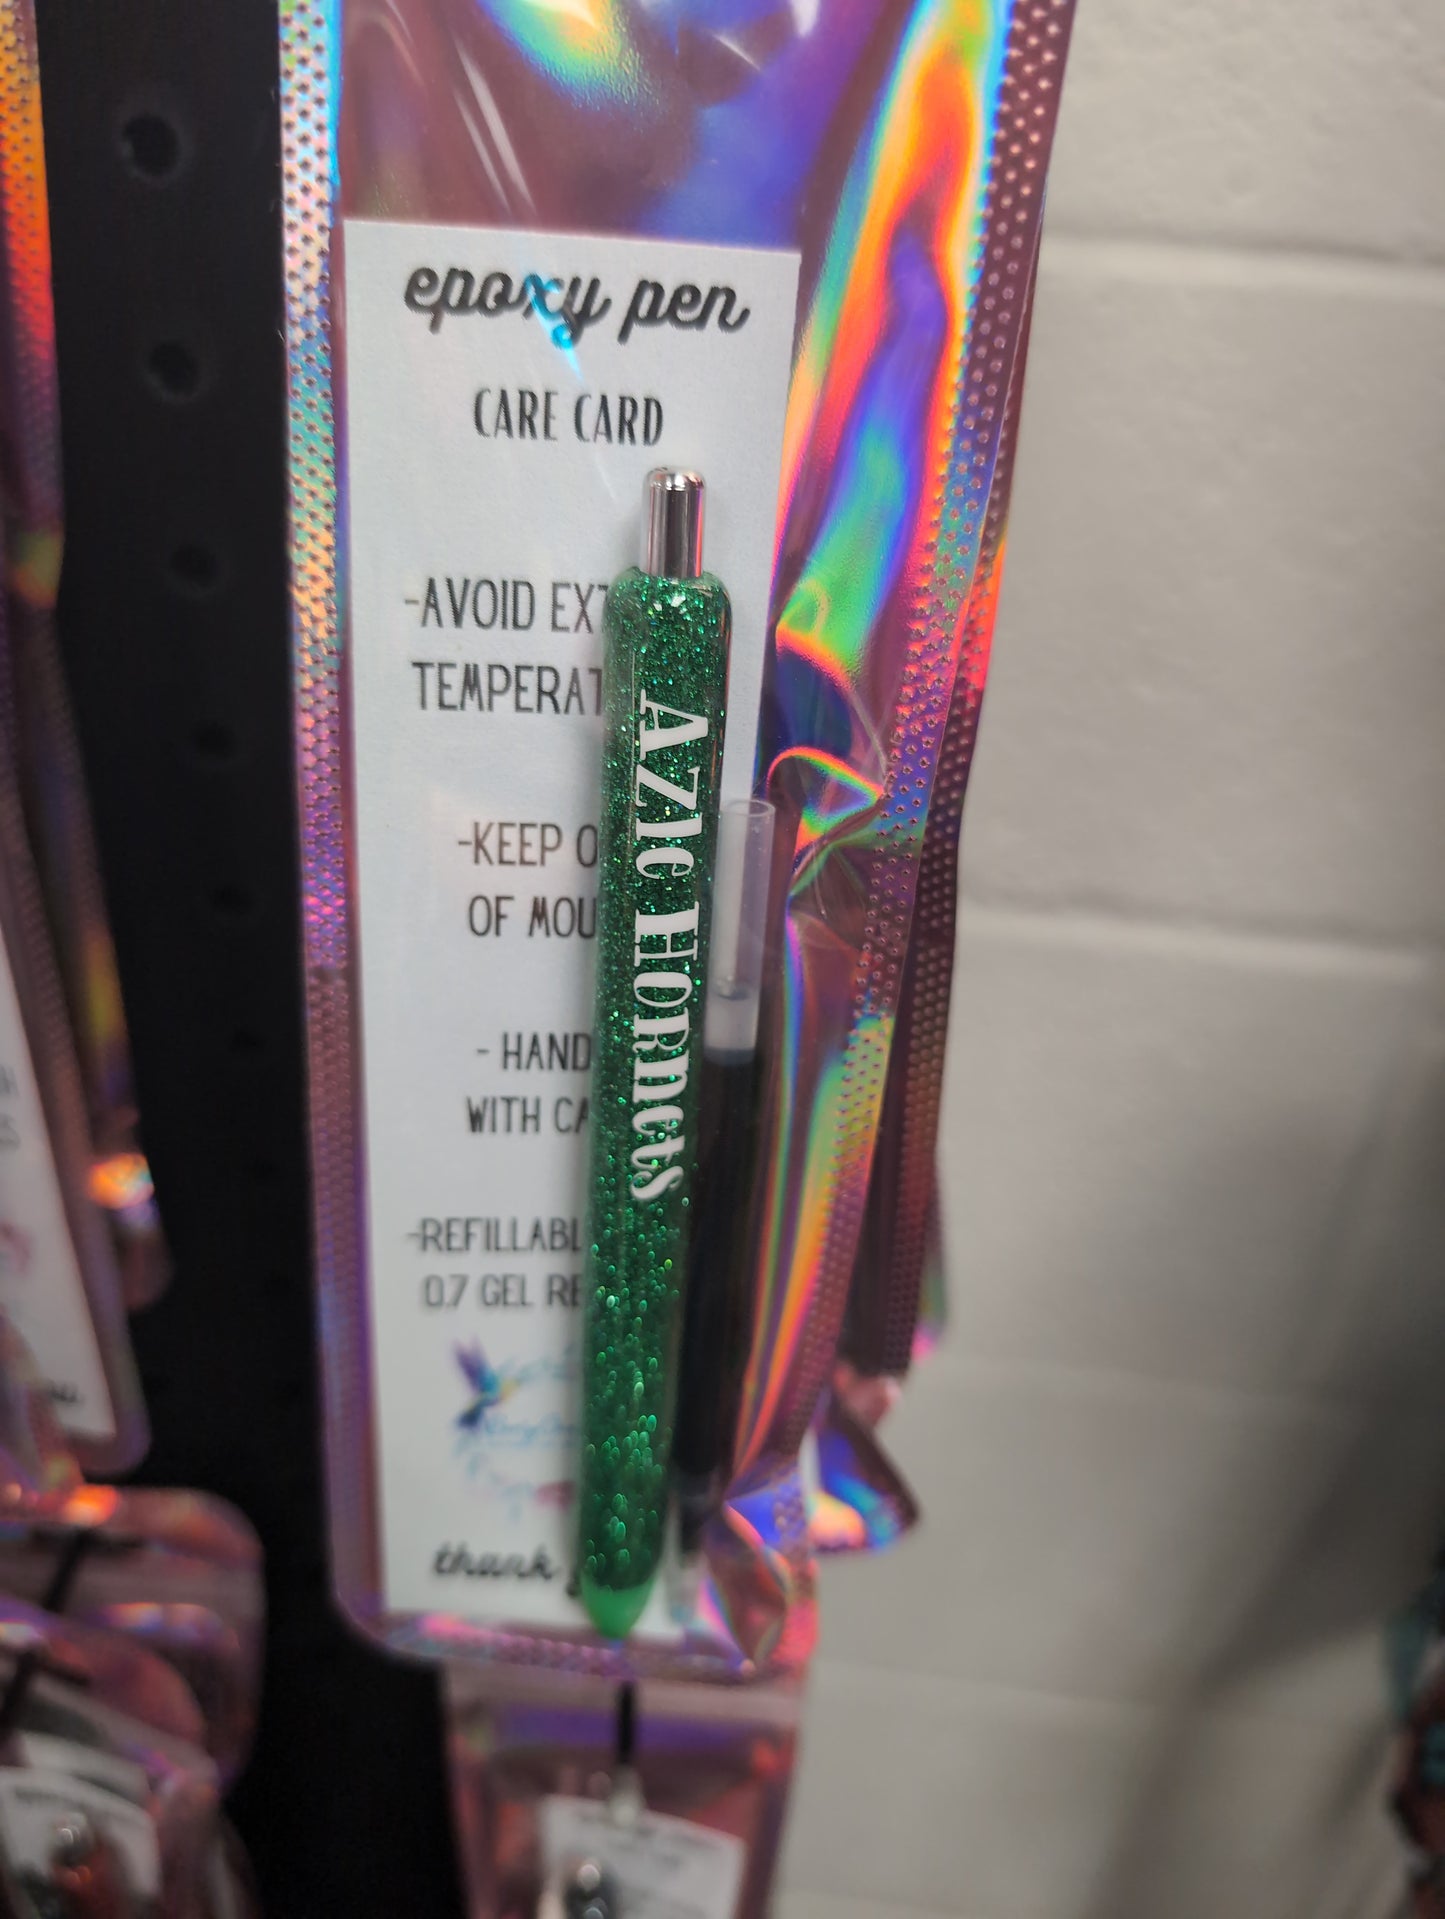 epoxy pen
CARE CARD
-AVOID EXT
TEMPERAT
-KEEP O
OF MOU
- HAND
WITH CA
-REFILLABL
0.7 GEL RE
thank
AZIC HORNETS